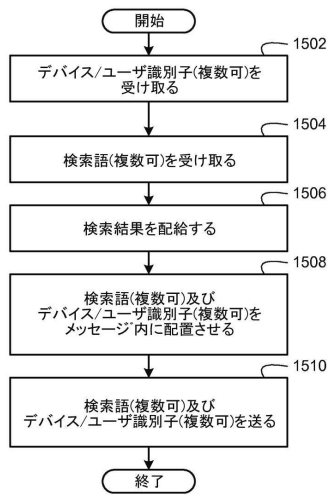 開始
1502
デバイス/ユーザ識別子(複数可)を
受け取る
1504
検索語(複数可)を受け取る
1506
検索結果を配給する
1508
検索語(複数可)及び
デバイス/ユーザ識別子(複数可)を
メッセージ内に配置させる
1510
検索語(複数可)及び
デバイス/ユーザ識別子(複数可)を送る
終了